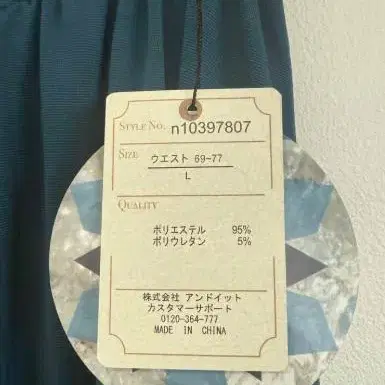 STYLE No. n10397807
SIZE ウエスト 69-77
L
QUALITY
ポリエステル 95%
ポリウレタン 5%
株式会社 アンドイット
カスタマーサポート
0120-364-777
MADE IN CHINA